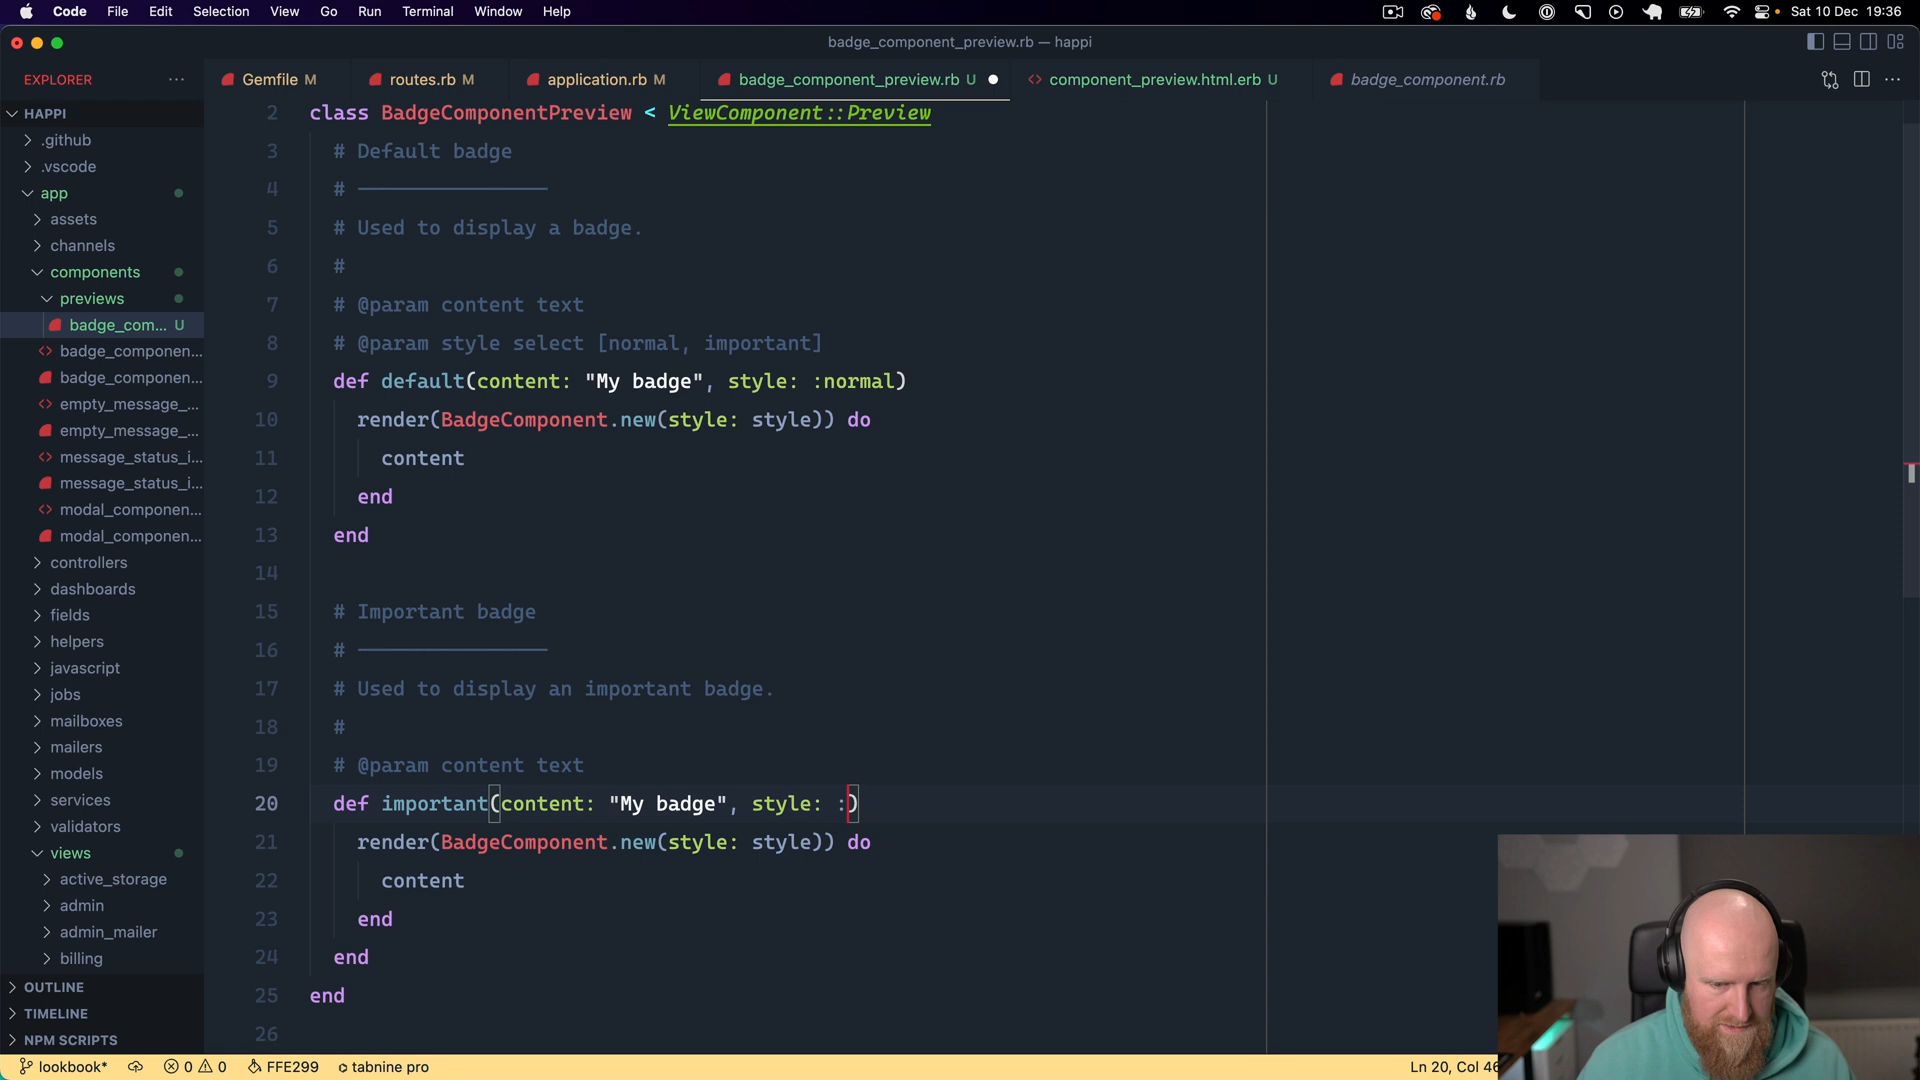 Code File Edit Selection View Go Run Terminal Window Help Sat 10 Dec 19:36
badge_component_preview.rb — happi
EXPLORER ...
Gemfile M routes.rb M application.rb M badge_component_preview.rb U component_preview.html.erb U badge_component.rb
HAPPI
.github
.vscode
app
assets
channels
components
previews
badge_com... U
badge_componen...
badge_componen...
empty_message_...
empty_message_...
message_status_i...
message_status_i...
modal_componen...
modal_componen...
controllers
dashboards
fields
helpers
javascript
jobs
mailboxes
mailers
models
services
validators
views
active_storage
admin
admin_mailer
billing
OUTLINE
TIMELINE
NPM SCRIPTS
2 class BadgeComponentPreview < ViewComponent::Preview
3 # Default badge
4 # ----------------
5 # Used to display a badge.
6 #
7 # @param content text
8 # @param style select [normal, important]
9 def default(content: "My badge", style: :normal)
10 render(BadgeComponent.new(style: style)) do
11 content
12 end
13 end
14
15 # Important badge
16 # ----------------
17 # Used to display an important badge.
18 #
19 # @param content text
20 def important(content: "My badge", style: :)
21 render(BadgeComponent.new(style: style)) do
22 content
23 end
24 end
25 end
26
lookbook* 0 0 FFE299 tabnine pro Ln 20, Col 46